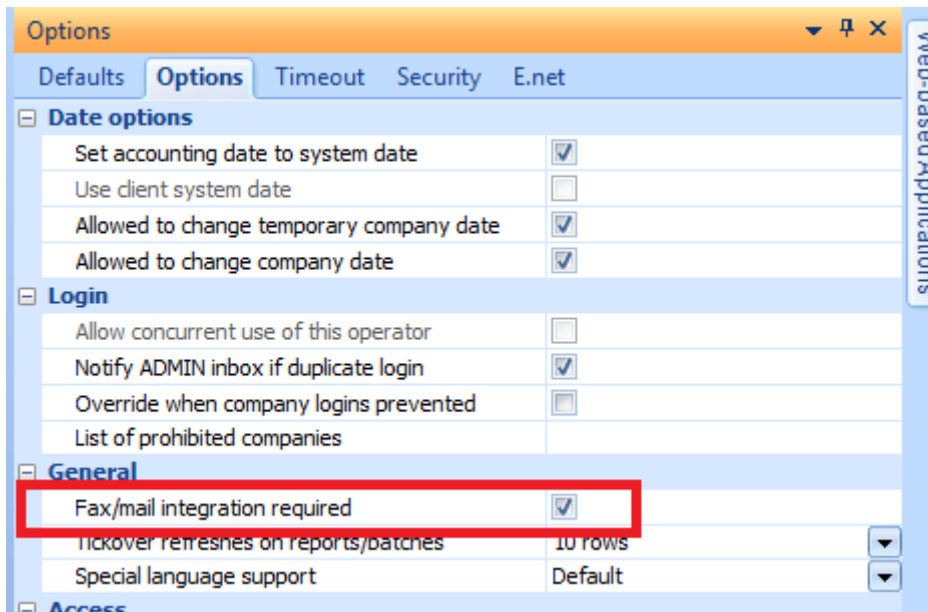 Options
Defaults Options Timeout Security E.net
Date options
Set accounting date to system date
Use client system date
Allowed to change temporary company date
Allowed to change company date
Login
Allow concurrent use of this operator
Notify ADMIN inbox if duplicate login
Override when company logins prevented
List of prohibited companies
General
Fax/mail integration required
Tickover refreshes on reports/batches 10 rows
Special language support Default
Access
Web-based Applications